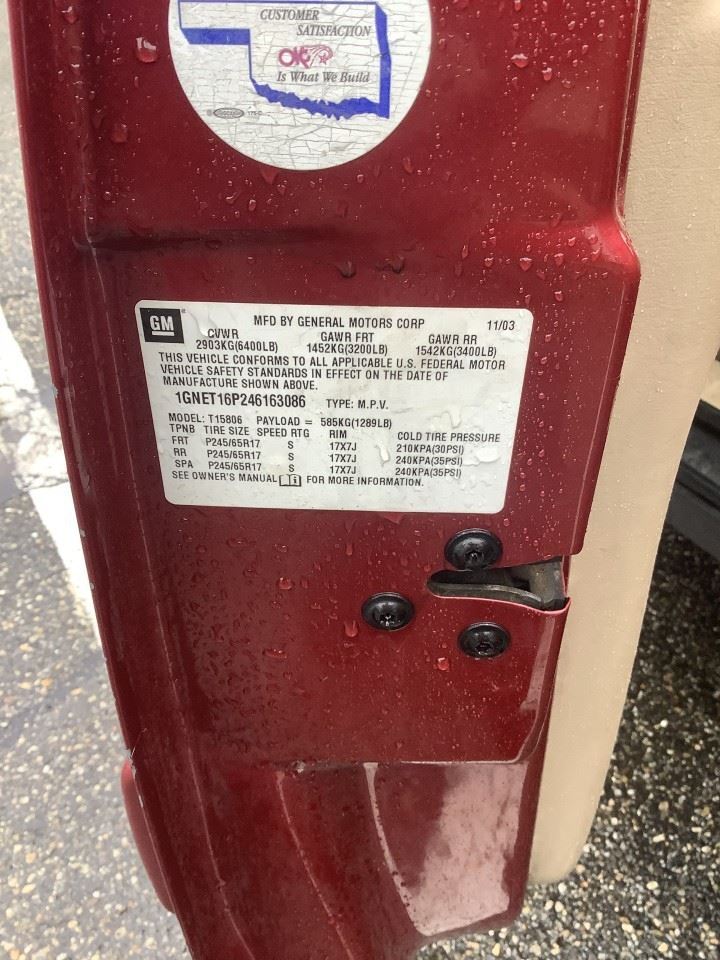 CUSTOMER
SATISFACTION
OK
Is What We Build
175-C
GM
MFD BY GENERAL MOTORS CORP 11/03
GVWR GAWR FRT GAWR RR
2903KG(6400LB) 1452KG(3200LB) 1542KG(3400LB)
THIS VEHICLE CONFORMS TO ALL APPLICABLE U.S. FEDERAL MOTOR
VEHICLE SAFETY STANDARDS IN EFFECT ON THE DATE OF
MANUFACTURE SHOWN ABOVE.
1GNET16P246163086 TYPE: M.P.V.
MODEL: T15806 PAYLOAD = 585KG(1289LB)
TPNB TIRE SIZE SPEED RTG RIM COLD TIRE PRESSURE
FRT P245/65R17 S 17X7J 210KPA(30PSI)
RR P245/65R17 S 17X7J 240KPA(35PSI)
SPA P245/65R17 S 17X7J 240KPA(35PSI)
SEE OWNER'S MANUAL FOR MORE INFORMATION.